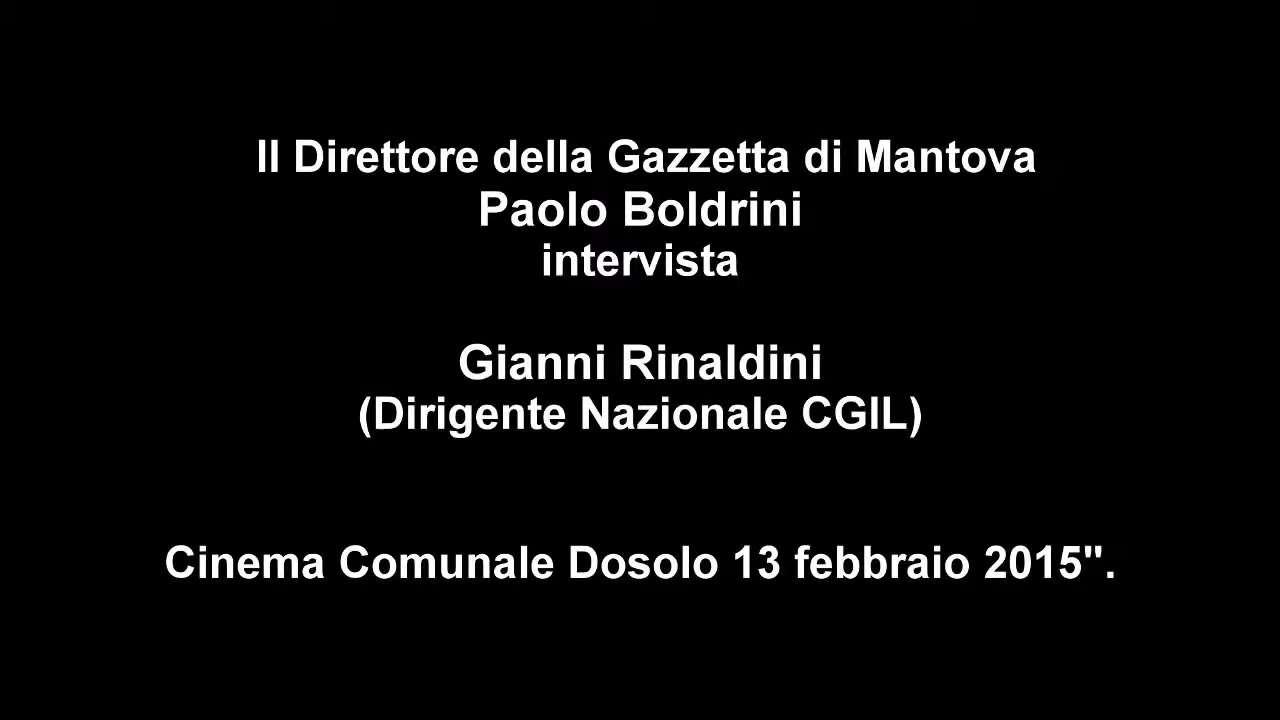 Il Direttore della Gazzetta di Mantova
Paolo Boldrini
intervista
Gianni Rinaldini
(Dirigente Nazionale CGIL)
Cinema Comunale Dosolo 13 febbraio 2015".